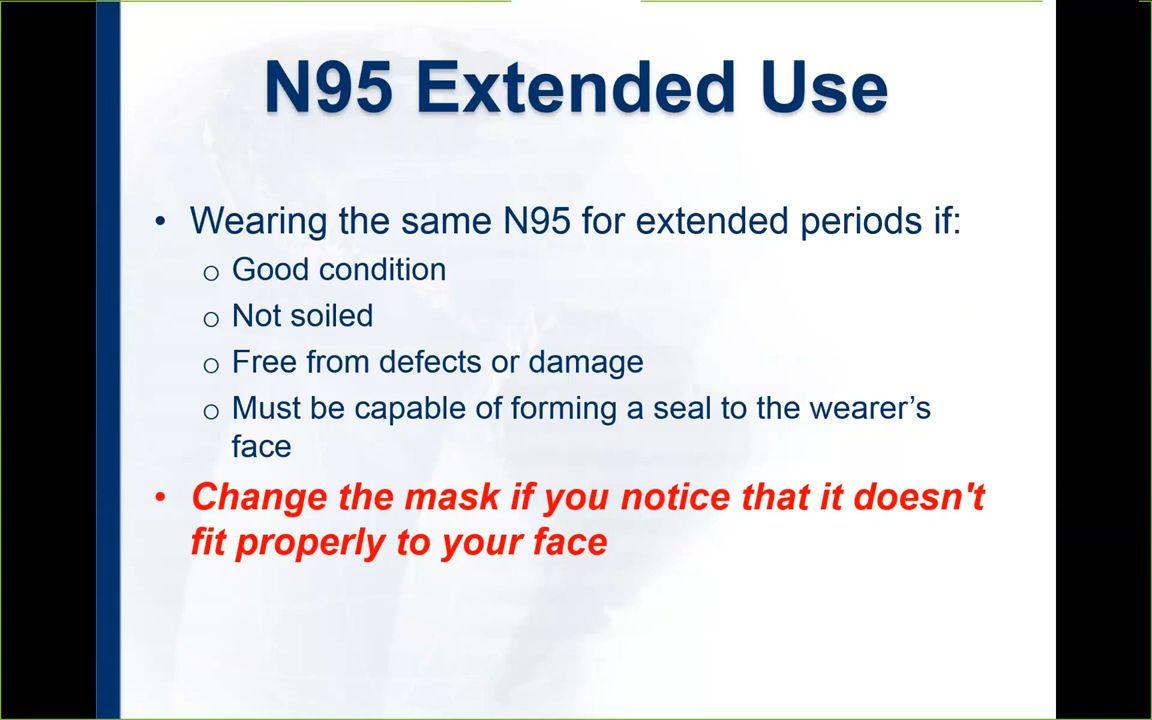 N95 Extended Use
• Wearing the same N95 for extended periods if:
o Good condition
o Not soiled
o Free from defects or damage
o Must be capable of forming a seal to the wearer’s
face
• Change the mask if you notice that it doesn't
fit properly to your face